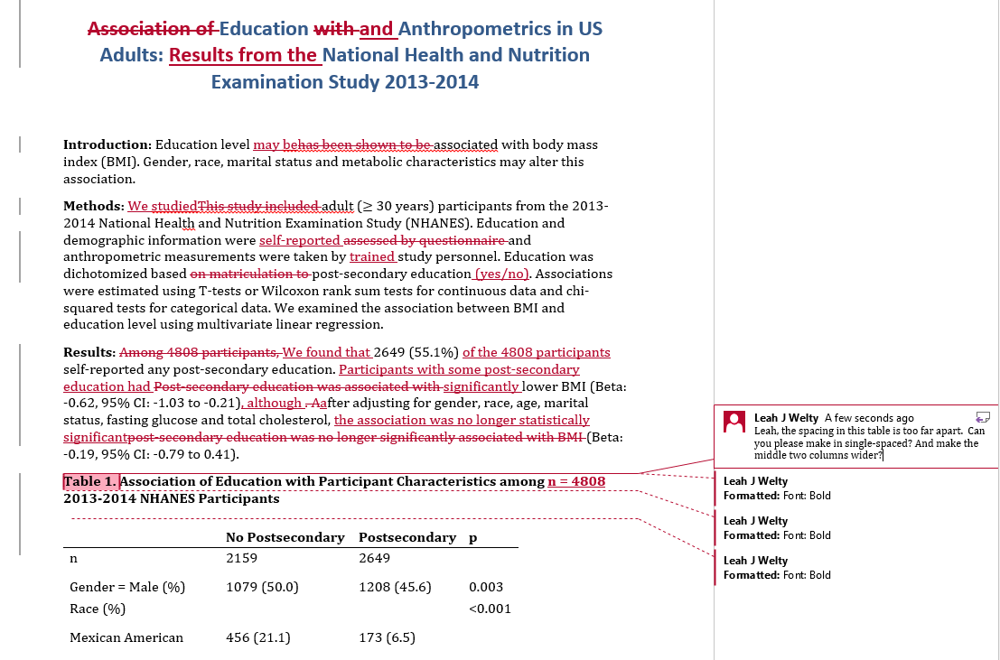 Association of Education with and Anthropometrics in US
Adults: Results from the National Health and Nutrition
Examination Study 2013-2014
Introduction: Education level may behas been shown to be associated with body mass
index (BMI). Gender, race, marital status and metabolic characteristics may alter this
association.
Methods: We studiedThis study included adult (≥ 30 years) participants from the 2013-
2014 National Health and Nutrition Examination Study (NHANES). Education and
demographic information were self-reported assessed by questionnaire and
anthropometric measurements were taken by trained study personnel. Education was
dichotomized based on matriculation to post-secondary education (yes/no). Associations
were estimated using T-tests or Wilcoxon rank sum tests for continuous data and chi-
squared tests for categorical data. We examined the association between BMI and
education level using multivariate linear regression.
Results: Among 4808 participants, We found that 2649 (55.1%) of the 4808 participants
self-reported any post-secondary education. Participants with some post-secondary
education had Post-secondary education was associated with significantly lower BMI (Beta:
-0.62, 95% CI: -1.03 to -0.21), although . Aafter adjusting for gender, race, age, marital
status, fasting glucose and total cholesterol, the association was no longer statistically
significantpost-secondary education was no longer significantly associated with BMI (Beta:
-0.19, 95% CI: -0.79 to 0.41).
Table 1. Association of Education with Participant Characteristics among n = 4808
2013-2014 NHANES Participants
No Postsecondary Postsecondary p
n 2159 2649
Gender = Male (%) 1079 (50.0) 1208 (45.6) 0.003
Race (%) <0.001
Mexican American 456 (21.1) 173 (6.5)
Leah J Welty A few seconds ago
Leah, the spacing in this table is too far apart. Can
you please make in single-spaced? And make the
middle two columns wider?
Leah J Welty
Formatted: Font: Bold
Leah J Welty
Formatted: Font: Bold
Leah J Welty
Formatted: Font: Bold